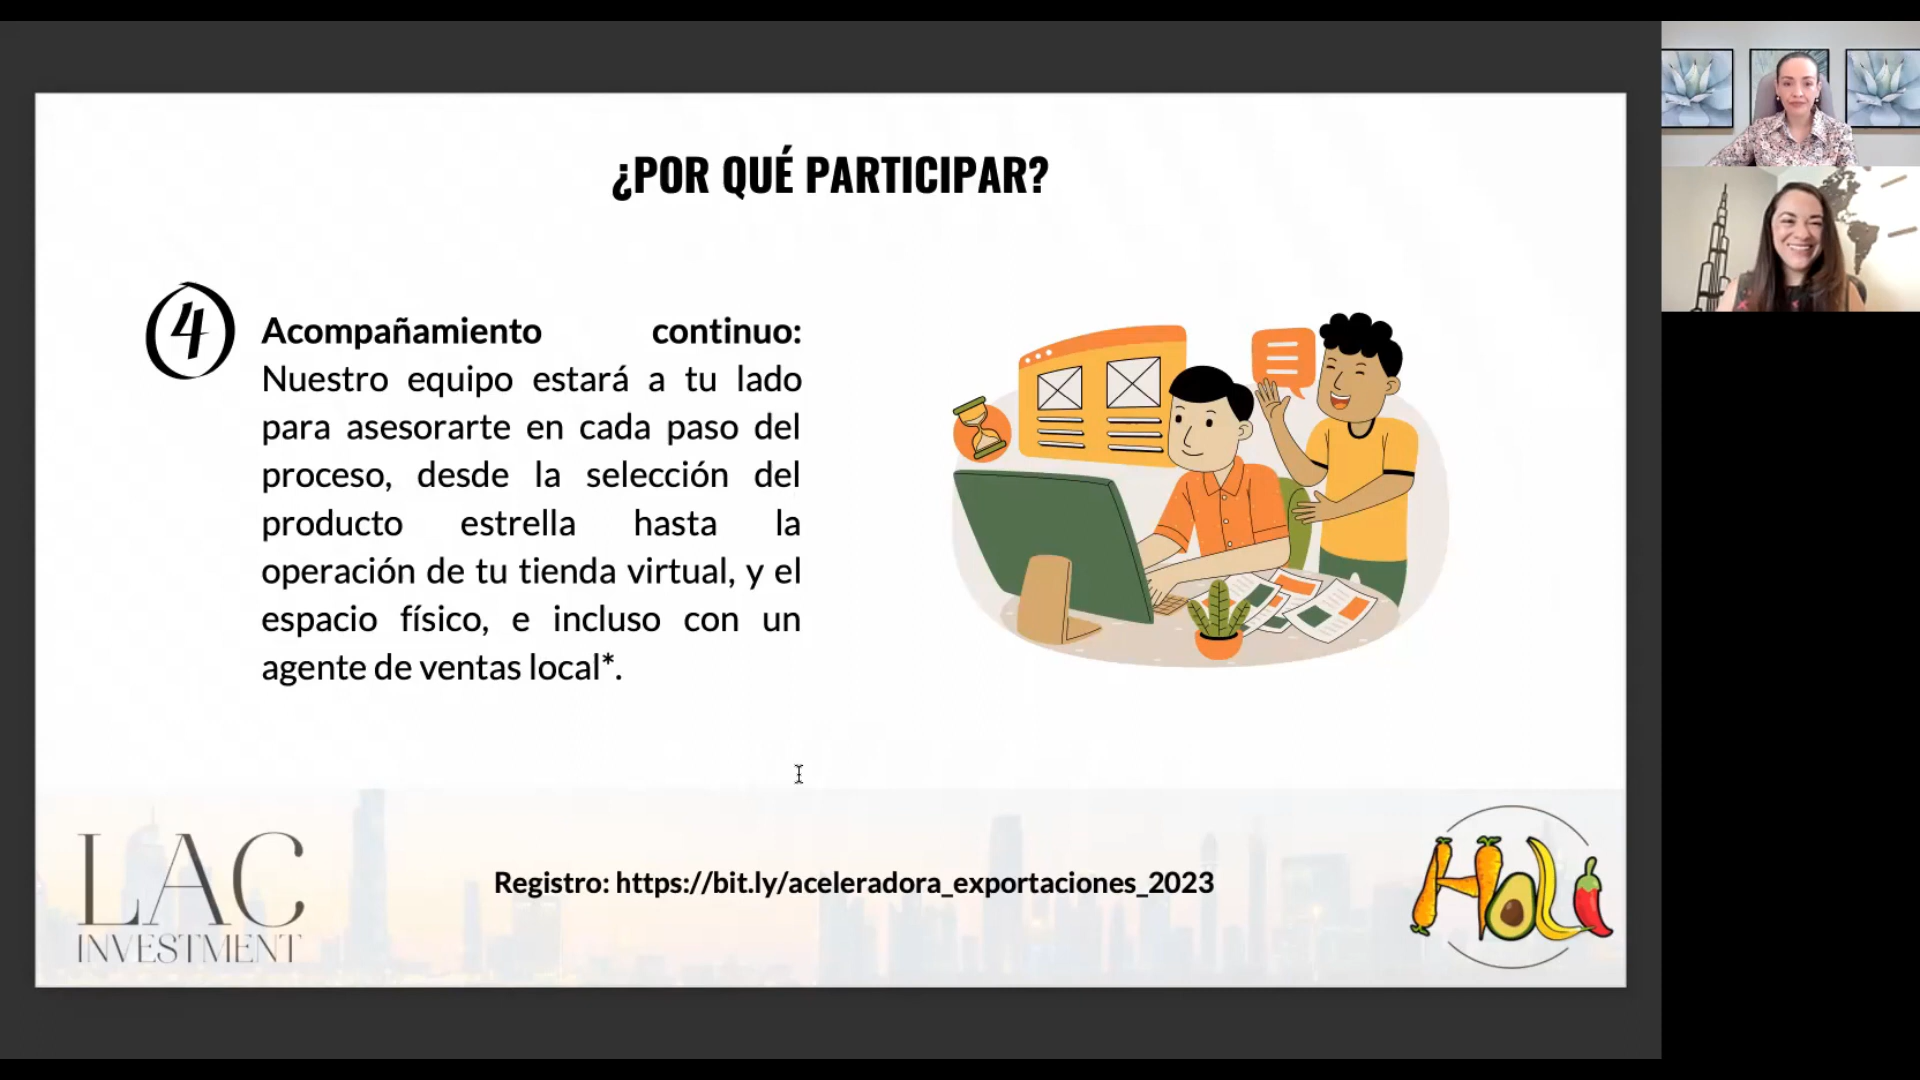 ¿POR QUÉ PARTICIPAR?
4
Acompañamiento continuo:
Nuestro equipo estará a tu lado
para asesorarte en cada paso del
proceso, desde la selección del
producto estrella hasta la
operación de tu tienda virtual, y el
espacio físico, e incluso con un
agente de ventas local*.
LAC
INVESTMENT
Registro: https://bit.ly/aceleradora_exportaciones_2023
HOLI